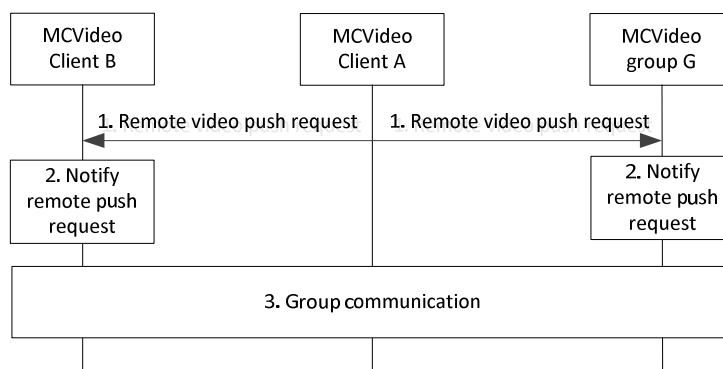 MCVideo
Client B
MCVideo
Client A
MCVideo
group G
1. Remote video push request
1. Remote video push request
2. Notify
remote push
request
2. Notify
remote push
request
3. Group communication